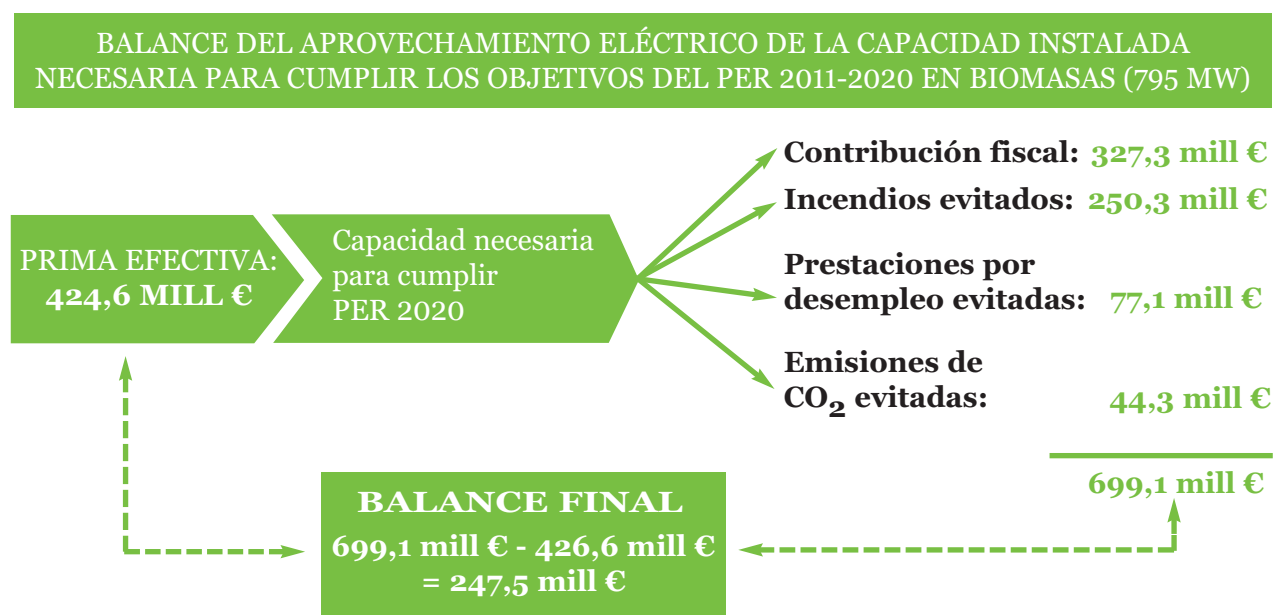 BALANCE DEL APROVECHAMIENTO ELÉCTRICO DE LA CAPACIDAD INSTALADA
NECESARIA PARA CUMPLIR LOS OBJETIVOS DEL PER 2011-2020 EN BIOMASAS (795 MW)
PRIMA EFECTIVA:
424,6 MILL €
Capacidad necesaria
para cumplir
PER 2020
Contribución fiscal: 327,3 mill €
Incendios evitados: 250,3 mill €
Prestaciones por
desempleo evitadas: 77,1 mill €
Emisiones de
CO₂ evitadas: 44,3 mill €
699,1 mill €
BALANCE FINAL
699,1 mill € - 426,6 mill €
= 247,5 mill €